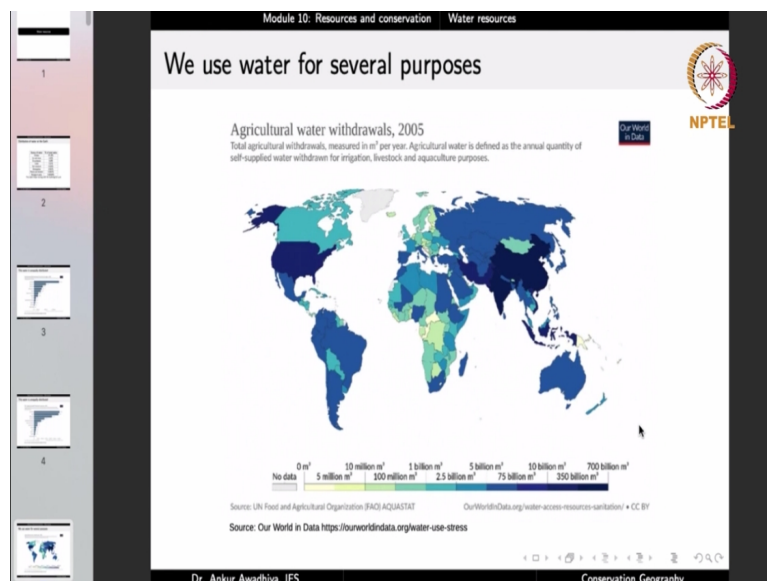 Module 10: Resources and conservation Water resources
We use water for several purposes
NPTEL
Agricultural water withdrawals, 2005
Our World
in Data
Total agricultural withdrawals, measured in m³ per year. Agricultural water is defined as the annual quantity of
self-supplied water withdrawn for irrigation, livestock and aquaculture purposes.
0 m³ 10 million m³ 1 billion m³ 5 billion m³ 10 billion m³ 700 billion m³
No data 5 million m³ 100 million m³ 2.5 billion m³ 75 billion m³ 350 billion m³
Source: UN Food and Agricultural Organization (FAO) AQUASTAT OurWorldInData.org/water-access-resources-sanitation/ • CC BY
Source: Our World in Data https://ourworldindata.org/water-use-stress
Dr. Ankur Awadhiya, IFS Conservation Geography
1
2
3
4